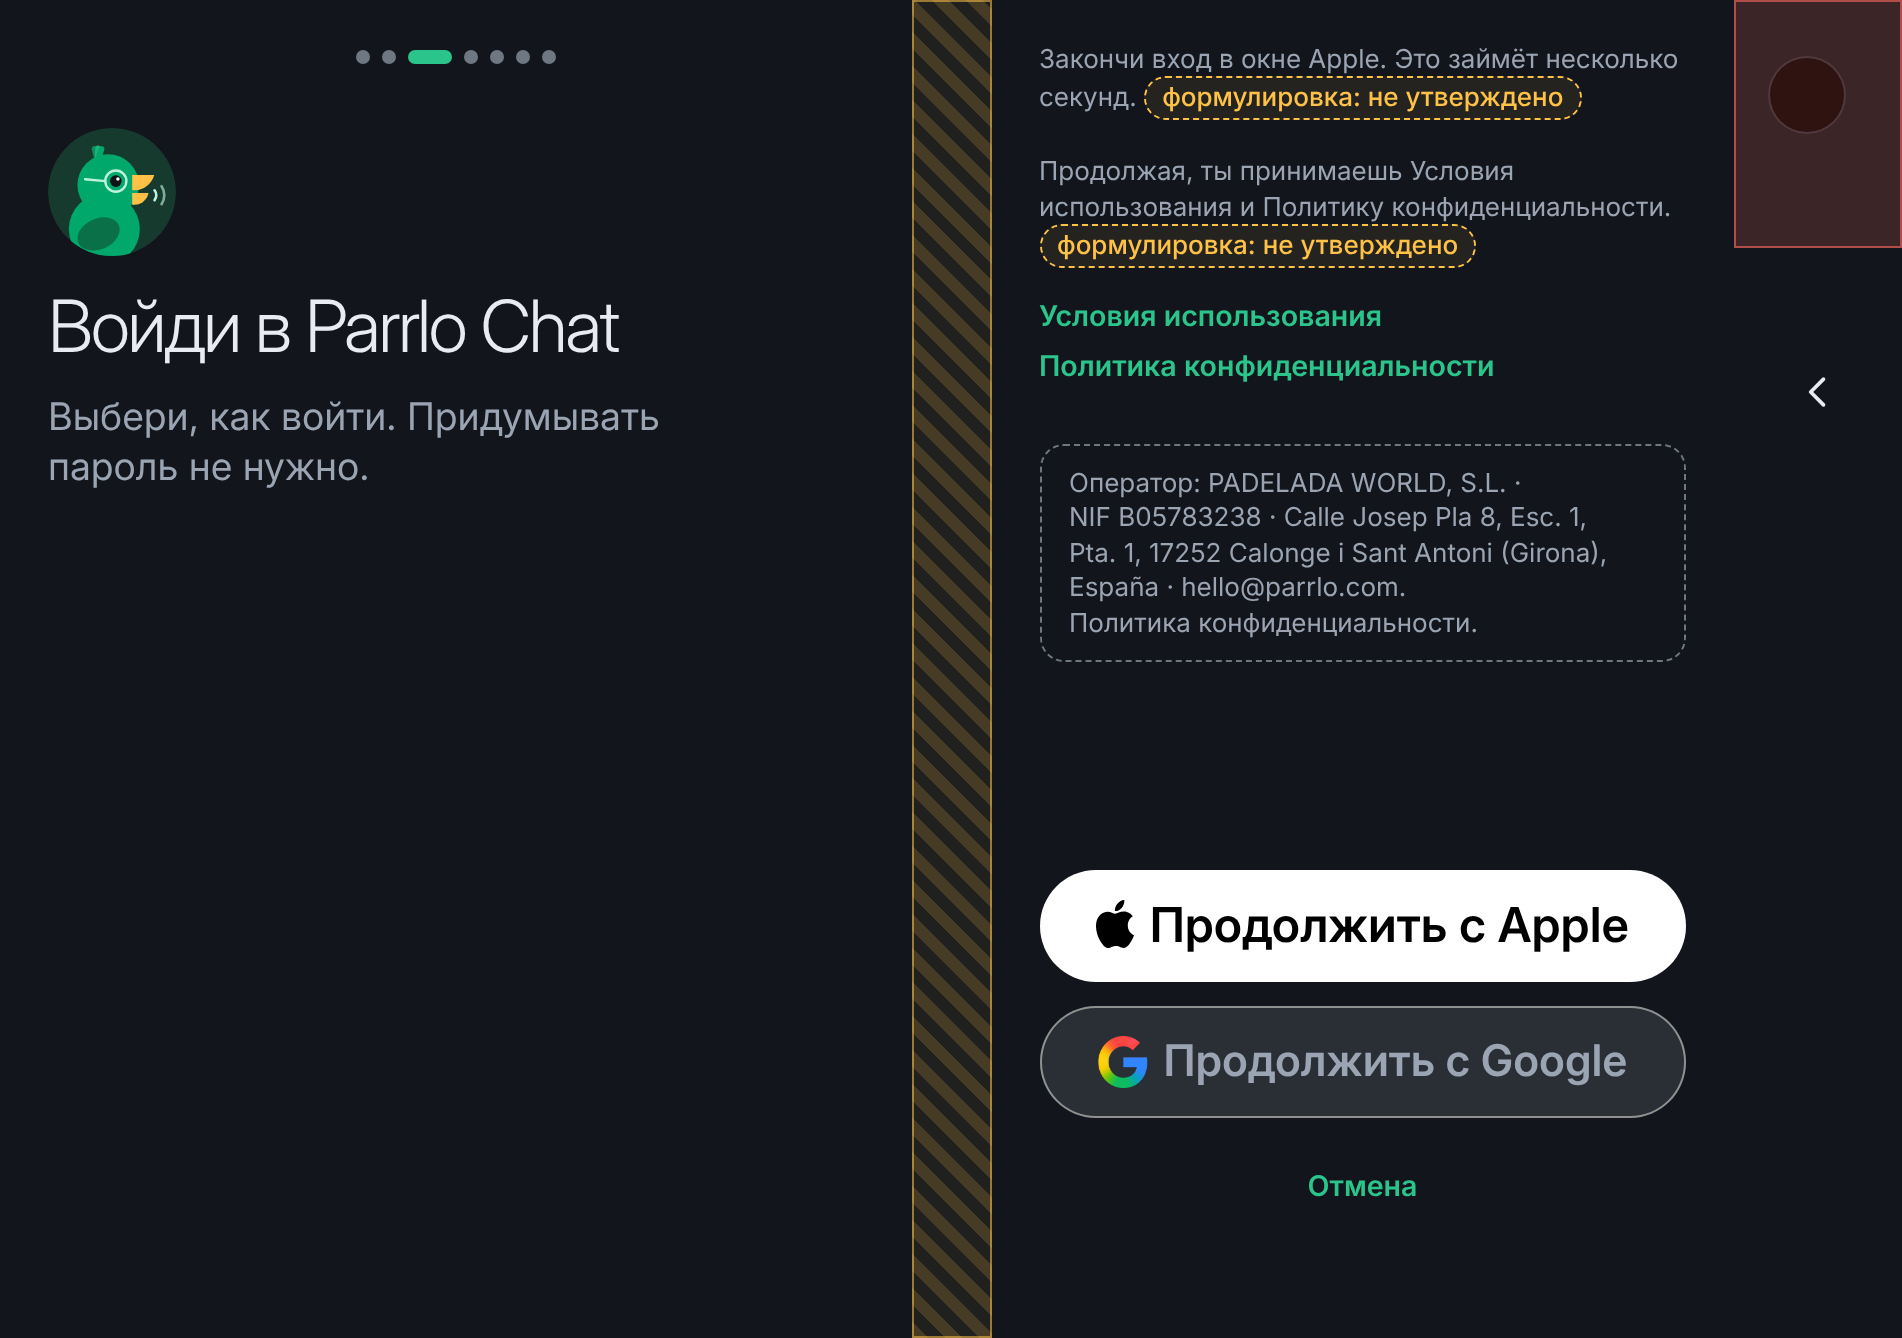 Войди в Parrlo Chat
Выбери, как войти. Придумывать
пароль не нужно.
Закончи вход в окне Apple. Это займёт несколько
секунд. формулировка: не утверждено
Продолжая, ты принимаешь Условия
использования и Политику конфиденциальности.
формулировка: не утверждено
Условия использования
Политика конфиденциальности
Оператор: PADELADA WORLD, S.L. ·
NIF B05783238 · Calle Josep Pla 8, Esc. 1,
Pta. 1, 17252 Calonge i Sant Antoni (Girona),
España · hello@parrlo.com.
Политика конфиденциальности.
Продолжить с Apple
Продолжить с Google
Отмена